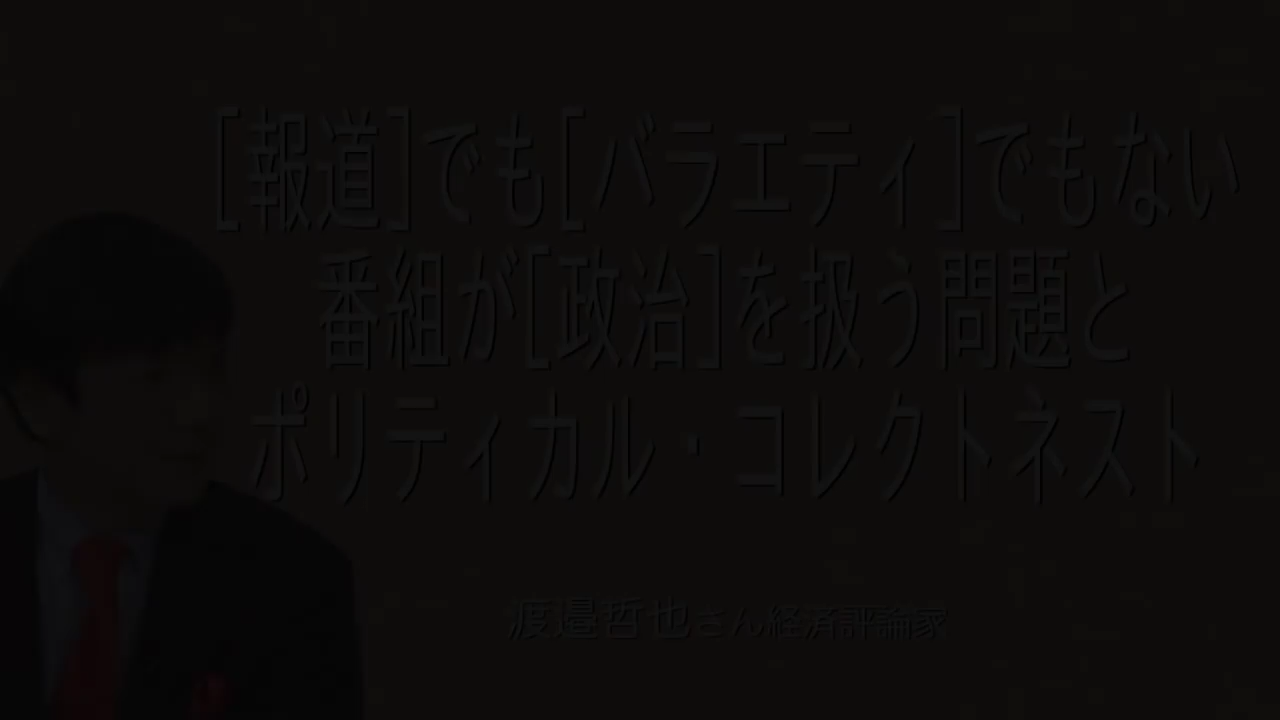 [報道]でも[バラエティ]でもない
番組が[政治]を扱う問題と
ポリティカル・コレクトネスト
渡邉哲也さん経済評論家